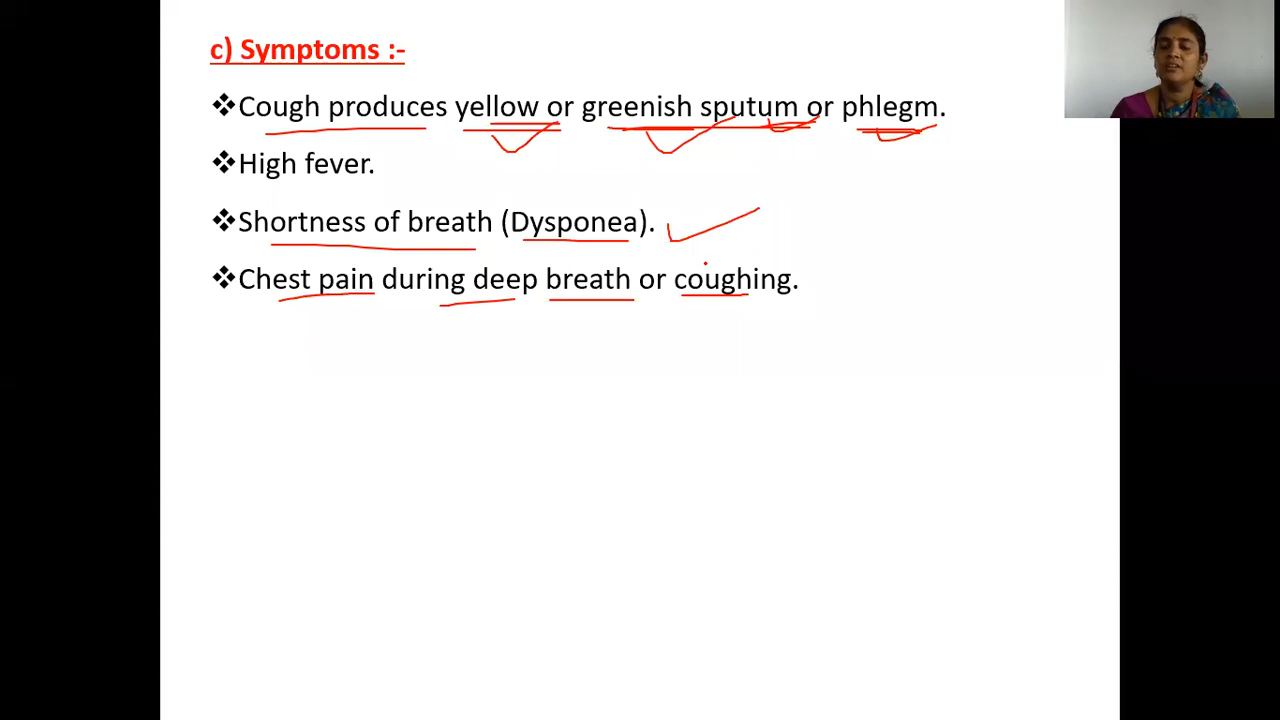 c) Symptoms :-
❖Cough produces yellow or greenish sputum or phlegm.
❖High fever.
❖Shortness of breath (Dysponea).
❖Chest pain during deep breath or coughing.